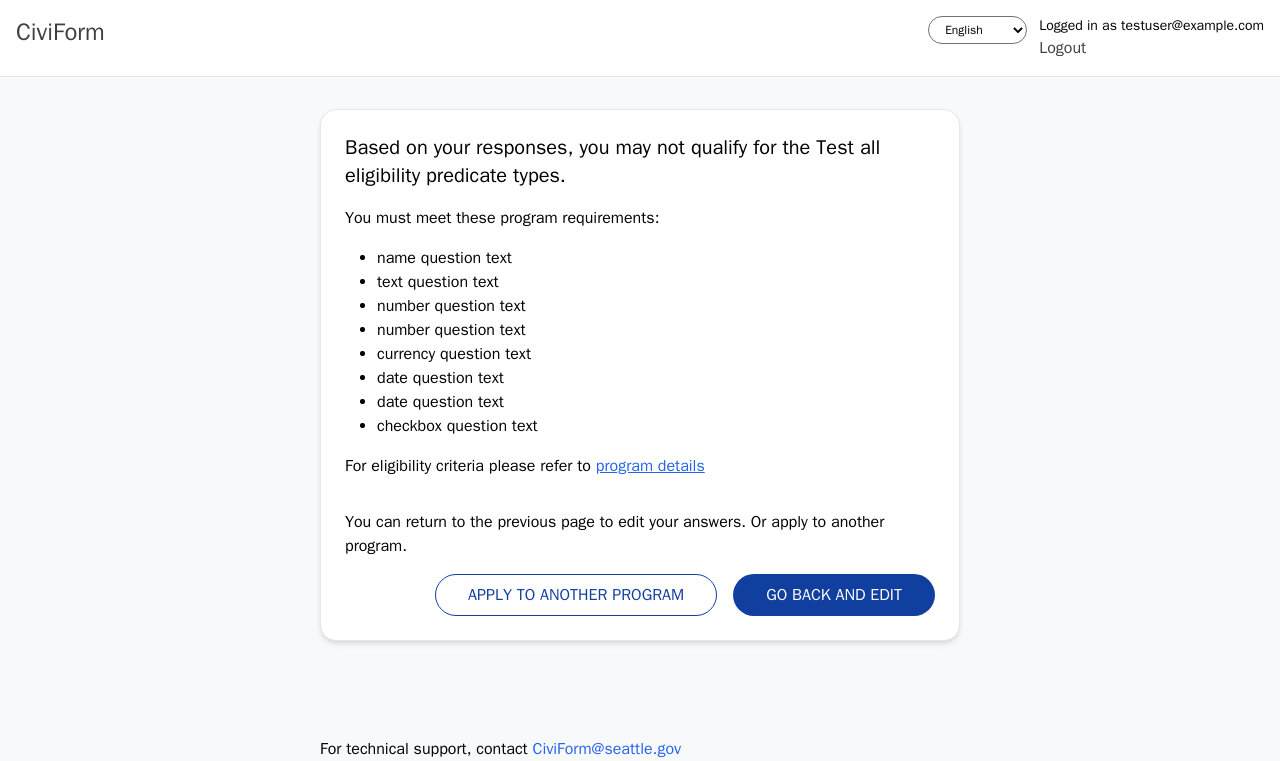 CiviForm
English
Logged in as testuser@example.com
Logout
Based on your responses, you may not qualify for the Test all
eligibility predicate types.
You must meet these program requirements:
• name question text
• text question text
• number question text
• number question text
• currency question text
• date question text
• date question text
• checkbox question text
For eligibility criteria please refer to program details
You can return to the previous page to edit your answers. Or apply to another
program.
APPLY TO ANOTHER PROGRAM
GO BACK AND EDIT
For technical support, contact CiviForm@seattle.gov